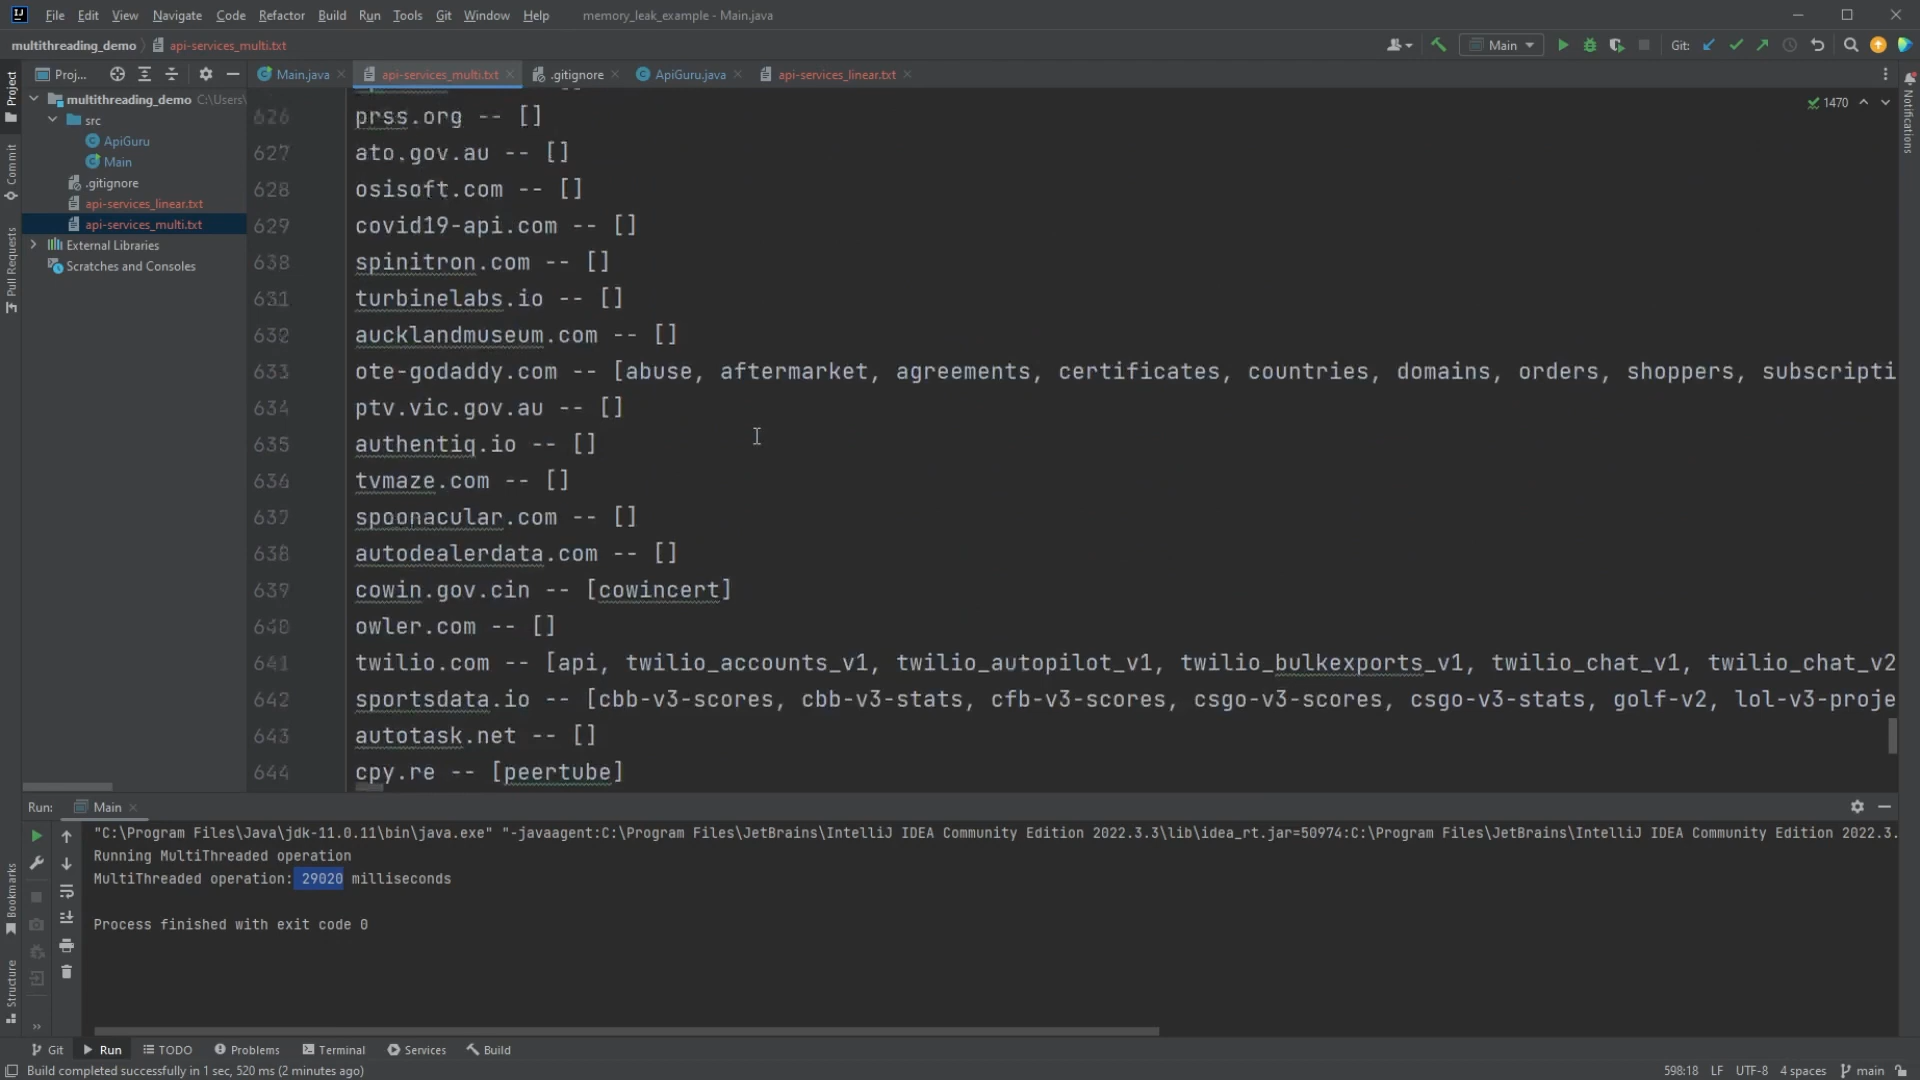 File Edit View Navigate Code Refactor Build Run Tools Git Window Help memory_leak_example - Main.java
multithreading_demo api-services_multi.txt Main Git:
Proj... Main.java api-services_multi.txt .gitignore ApiGuru.java api-services_linear.txt
Project
Commit
Pull Requests
Bookmarks
Structure
Notifications
multithreading_demo C:\Users\
src
ApiGuru
Main
.gitignore
api-services_linear.txt
api-services_multi.txt
External Libraries
Scratches and Consoles
1470
626 prss.org -- []
627 ato.gov.au -- []
628 osisoft.com -- []
629 covid19-api.com -- []
630 spinitron.com -- []
631 turbinelabs.io -- []
632 aucklandmuseum.com -- []
633 ote-godaddy.com -- [abuse, aftermarket, agreements, certificates, countries, domains, orders, shoppers, subscripti
634 ptv.vic.gov.au -- []
635 authentiq.io -- []
636 tvmaze.com -- []
637 spoonacular.com -- []
638 autodealerdata.com -- []
639 cowin.gov.cin -- [cowincert]
640 owler.com -- []
641 twilio.com -- [api, twilio_accounts_v1, twilio_autopilot_v1, twilio_bulkexports_v1, twilio_chat_v1, twilio_chat_v2
642 sportsdata.io -- [cbb-v3-scores, cbb-v3-stats, cfb-v3-scores, csgo-v3-scores, csgo-v3-stats, golf-v2, lol-v3-proje
643 autotask.net -- []
644 cpy.re -- [peertube]
Run: Main
"C:\Program Files\Java\jdk-11.0.11\bin\java.exe" "-javaagent:C:\Program Files\JetBrains\IntelliJ IDEA Community Edition 2022.3.3\lib\idea_rt.jar=50974:C:\Program Files\JetBrains\IntelliJ IDEA Community Edition 2022.3.
Running MultiThreaded operation
MultiThreaded operation: 29020 milliseconds
Process finished with exit code 0
Git Run TODO Problems Terminal Services Build
Build completed successfully in 1 sec, 520 ms (2 minutes ago) 598:18 LF UTF-8 4 spaces main